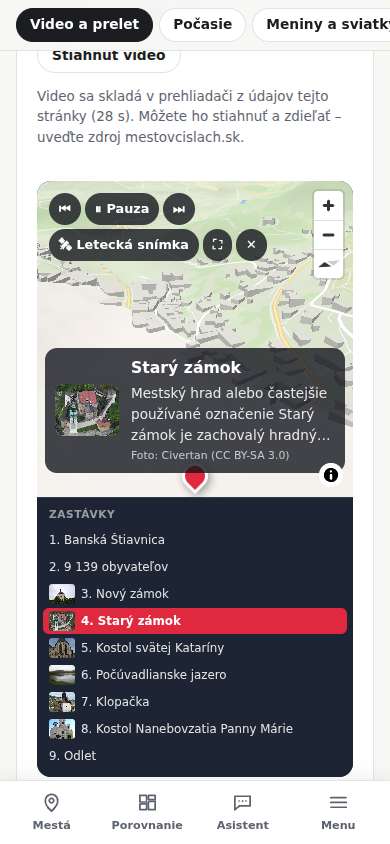 Video a prelet
Počasie
Meniny a sviatky
Stiahnuť video
Video sa skladá v prehliadači z údajov tejto
stránky (28 s). Môžete ho stiahnuť a zdieľať –
uveďte zdroj mestovcislach.sk.
Pauza
Letecká snímka
Starý zámok
Mestský hrad alebo častejšie
používané označenie Starý
zámok je zachovalý hradný…
Foto: Civertan (CC BY-SA 3.0)
ZASTÁVKY
1. Banská Štiavnica
2. 9 139 obyvateľov
3. Nový zámok
4. Starý zámok
5. Kostol svätej Kataríny
6. Počúvadlianske jazero
7. Klopačka
8. Kostol Nanebovzatia Panny Márie
9. Odlet
Mestá
Porovnanie
Asistent
Menu